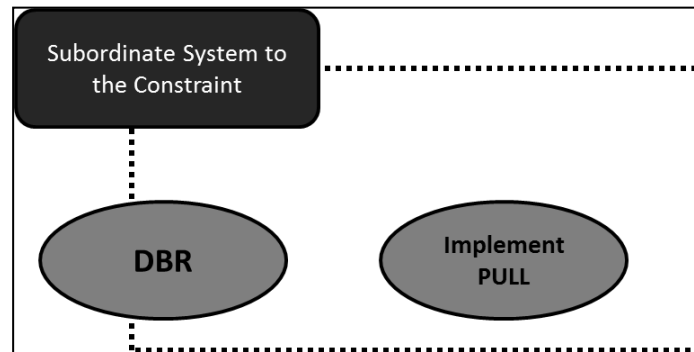 Subordinate System to
the Constraint
DBR
Implement
PULL